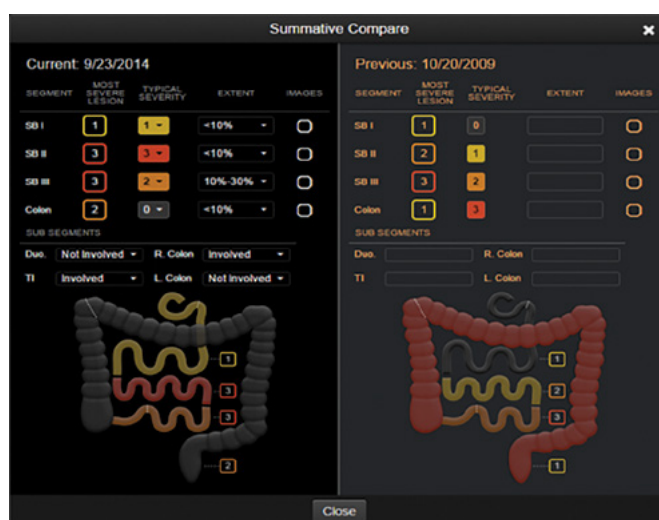 Summative Compare
Current: 9/23/2014
SEGMENT MOST SEVERE LESION TYPICAL SEVERITY EXTENT IMAGES
SB I 1 1 <10%
SB II 3 3 <10%
SB III 3 2 10%-30%
Colon 2 0 <10%
SUB SEGMENTS
Duo. Not Involved R. Colon Involved
TI Involved L. Colon Not Involved
1
3
3
2
Previous: 10/20/2009
SEGMENT MOST SEVERE LESION TYPICAL SEVERITY EXTENT IMAGES
SB I 1 0
SB II 2 1
SB III 3 2
Colon 1 3
SUB SEGMENTS
Duo. R. Colon
TI L. Colon
1
2
3
1
Close